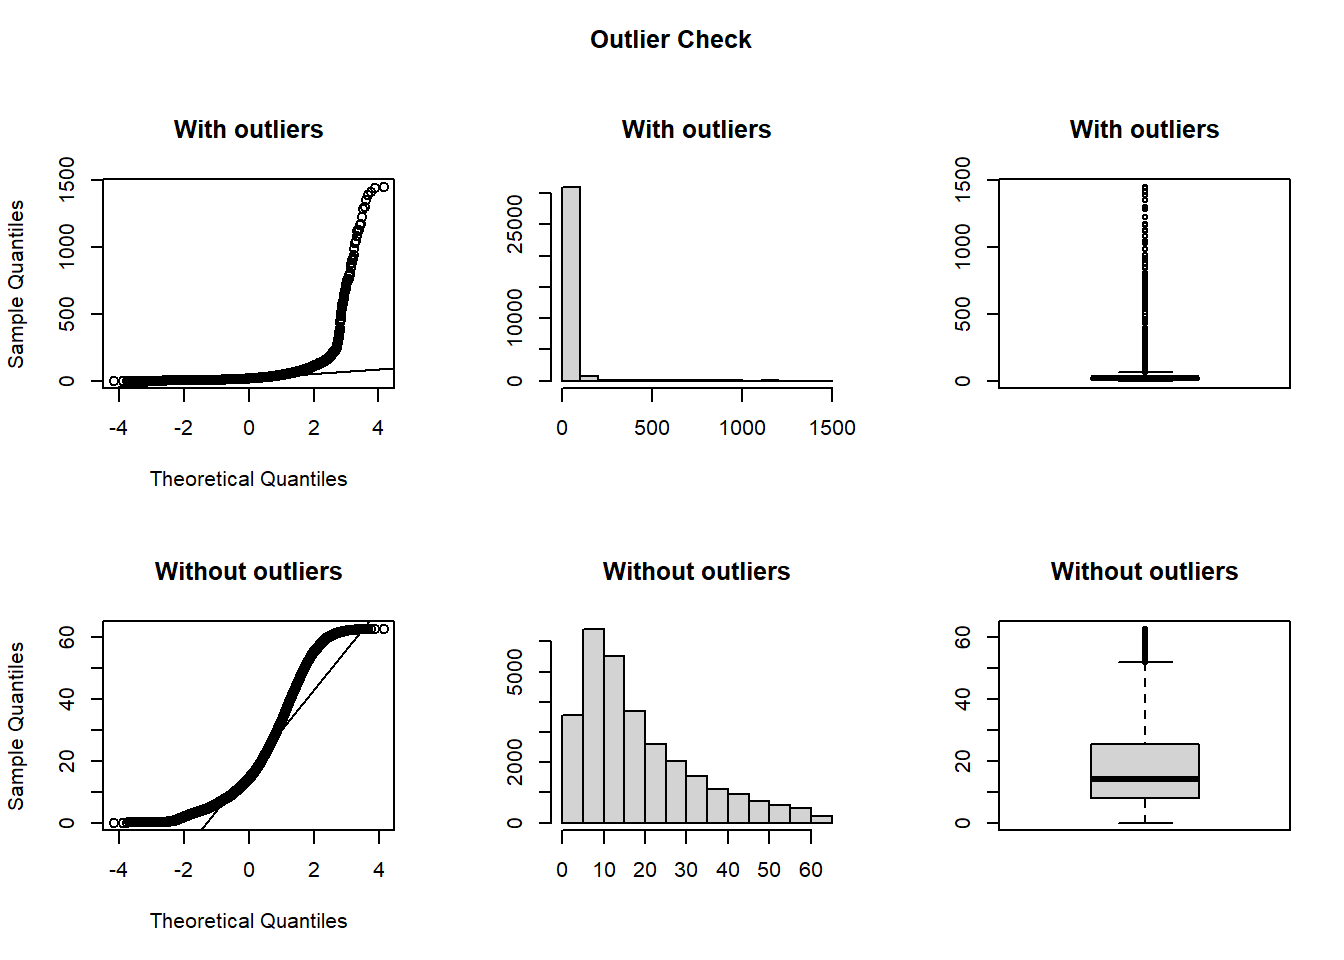 Outlier Check
With outliers
With outliers
With outliers
Sample Quantiles
0 500 1000 1500
-4 -2 0 2 4
Theoretical Quantiles
0 10000 25000
0 500 1000 1500
0 500 1000 1500
Without outliers
Without outliers
Without outliers
Sample Quantiles
0 20 40 60
-4 -2 0 2 4
Theoretical Quantiles
0 2000 5000
0 10 20 30 40 50 60
0 20 40 60